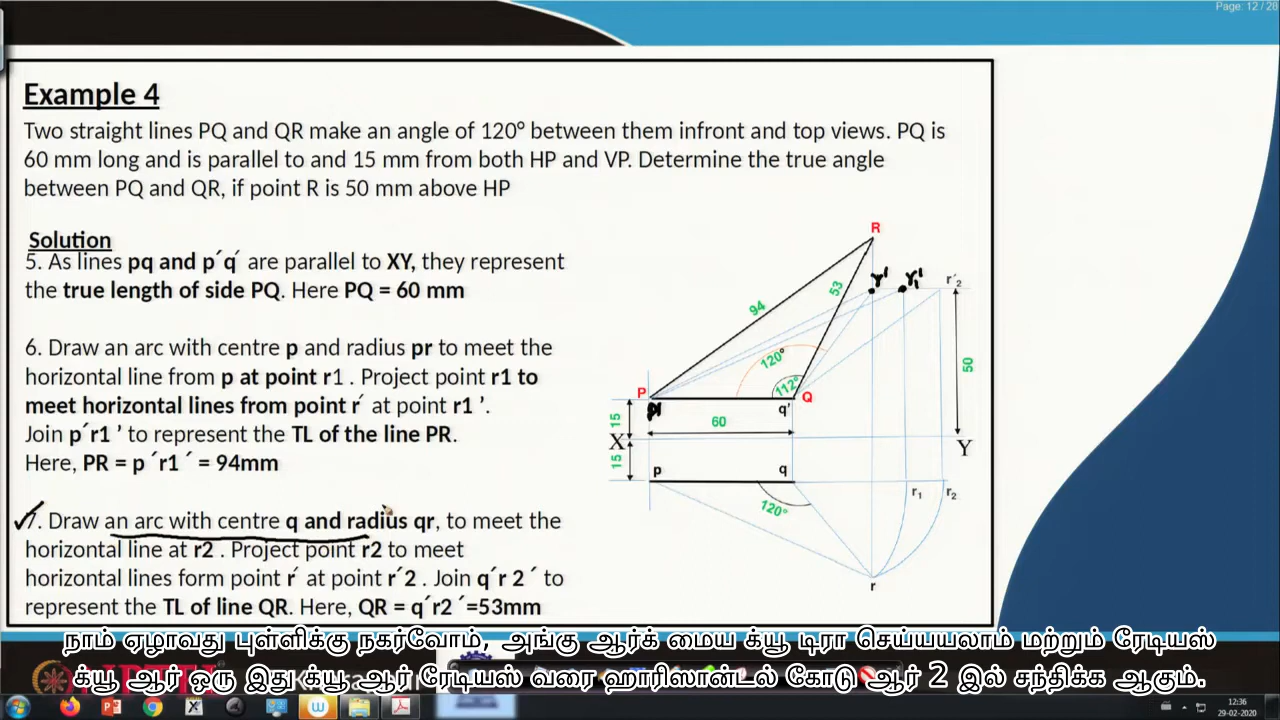 Page: 12 / 28
Example 4
Two straight lines PQ and QR make an angle of 120° between them infront and top views. PQ is
60 mm long and is parallel to and 15 mm from both HP and VP. Determine the true angle
between PQ and QR, if point R is 50 mm above HP
Solution
5. As lines pq and p´q´ are parallel to XY, they represent
the true length of side PQ. Here PQ = 60 mm
6. Draw an arc with centre p and radius pr to meet the
horizontal line from p at point r1 . Project point r1 to
meet horizontal lines from point r´ at point r1 ’.
Join p´r1 ’ to represent the TL of the line PR.
Here, PR = p ´r1 ´ = 94mm
7. Draw an arc with centre q and radius qr, to meet the
horizontal line at r2 . Project point r2 to meet
horizontal lines form point r´ at point r´2 . Join q´r 2 ´ to
represent the TL of line QR. Here, QR = q´r2 ´=53mm
R
r' r1' r´2
94 53
50
120°
112°
P Q
p' q'
15 60
X Y
15 p q
r1 r2
120°
r
நாம் ஏழாவது புள்ளிக்கு நகர்வோம், அங்கு ஆர்க் மைய க்யூ டிரா செய்யயலாம் மற்றும் ரேடியஸ்
க்யூ ஆர் ஒரு இது க்யூ ஆர் ரேடியஸ் வரை ஹாரிஸான்டல் கோடு ஆர் 2 இல் சந்திக்க ஆகும்.
12:36
29-02-2020